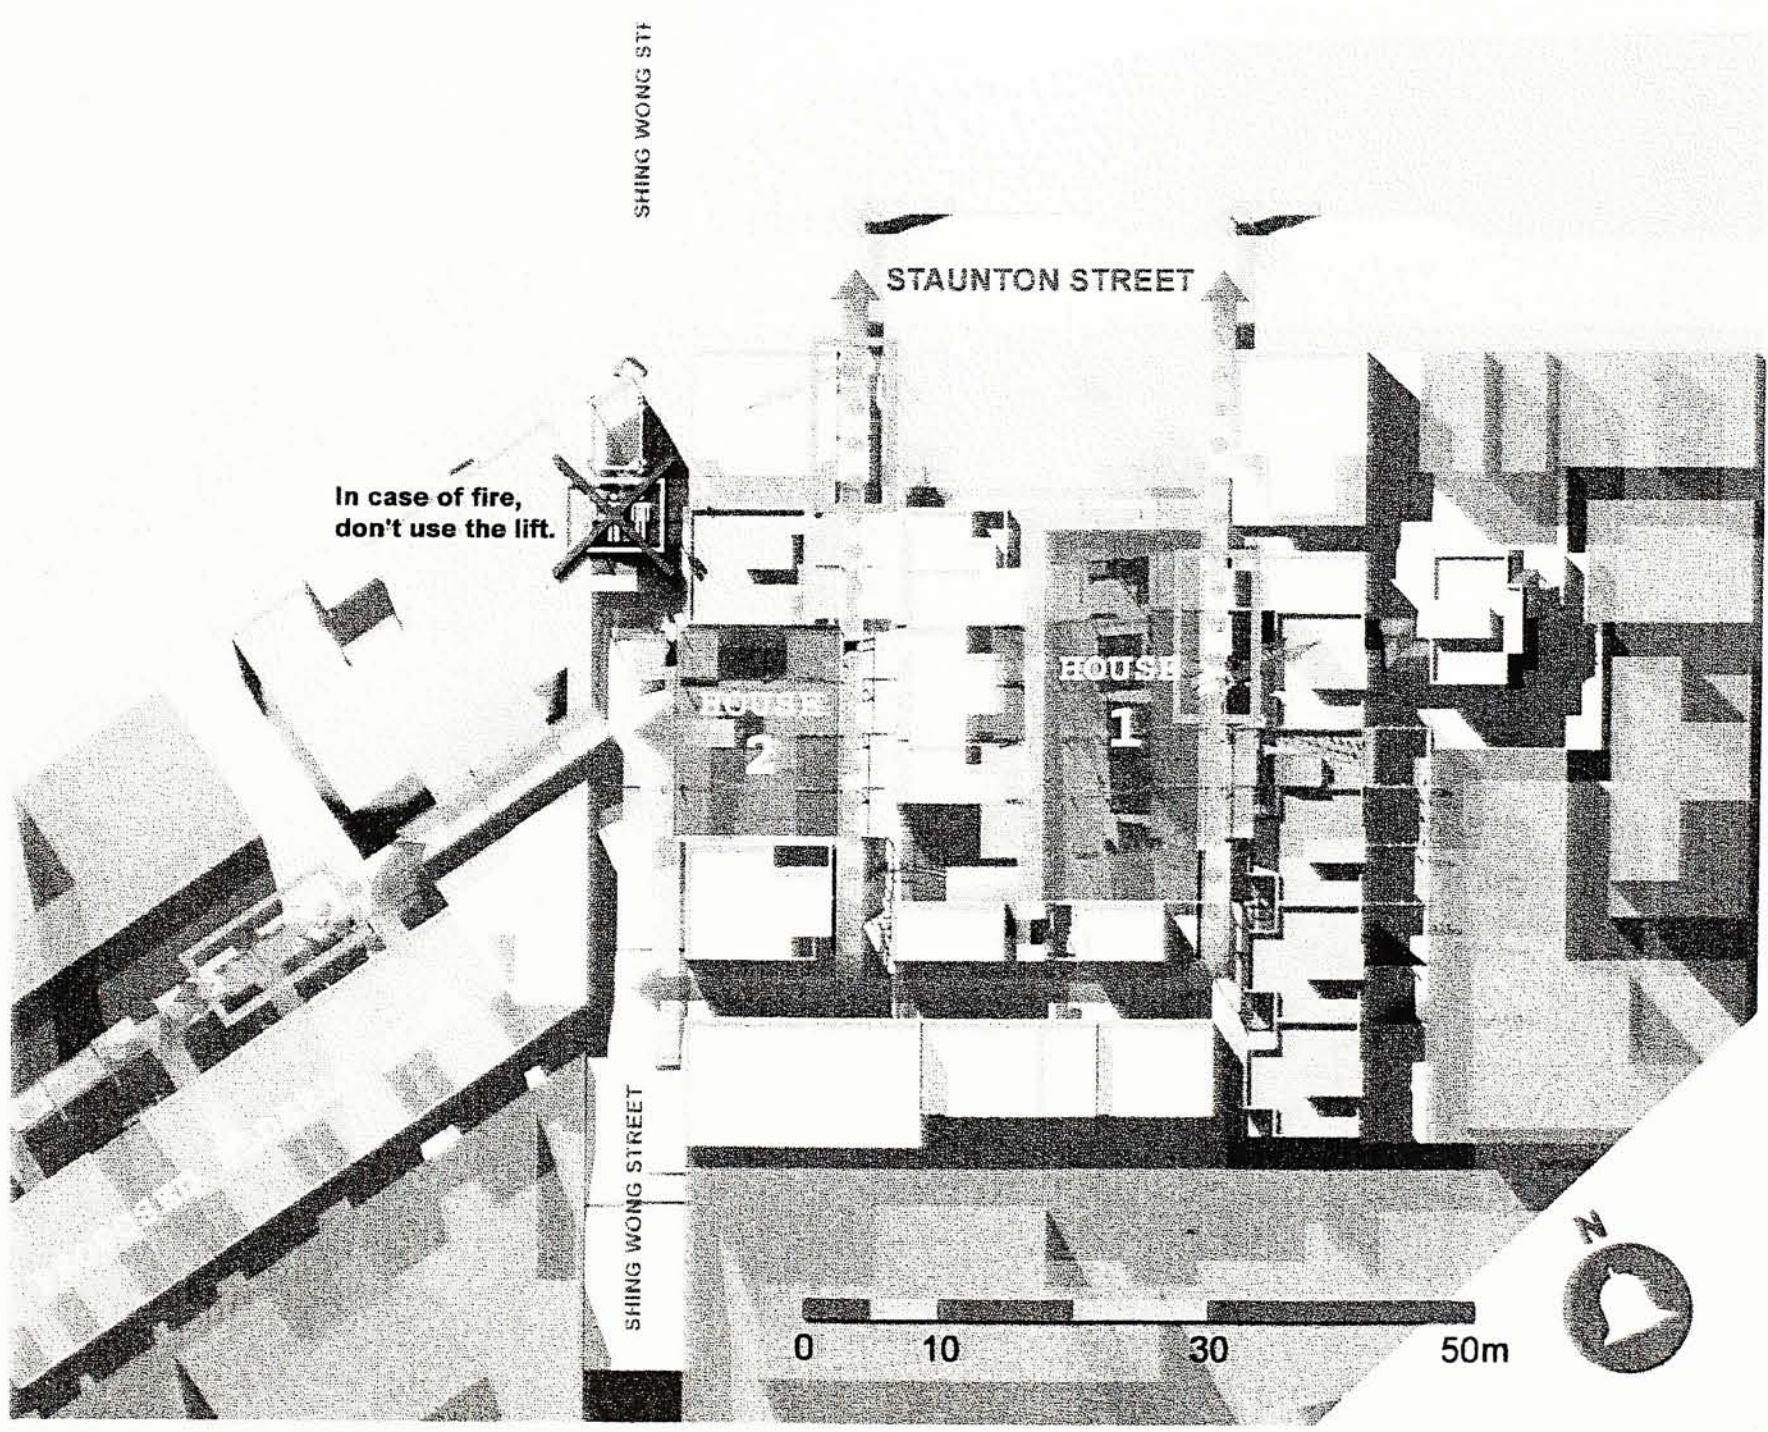 SHING WONG STR
STAUNTON STREET
In case of fire,
don't use the lift.
HOUSE
1
HOUSE
2
SHING WONG STREET
N
0 10 30 50m